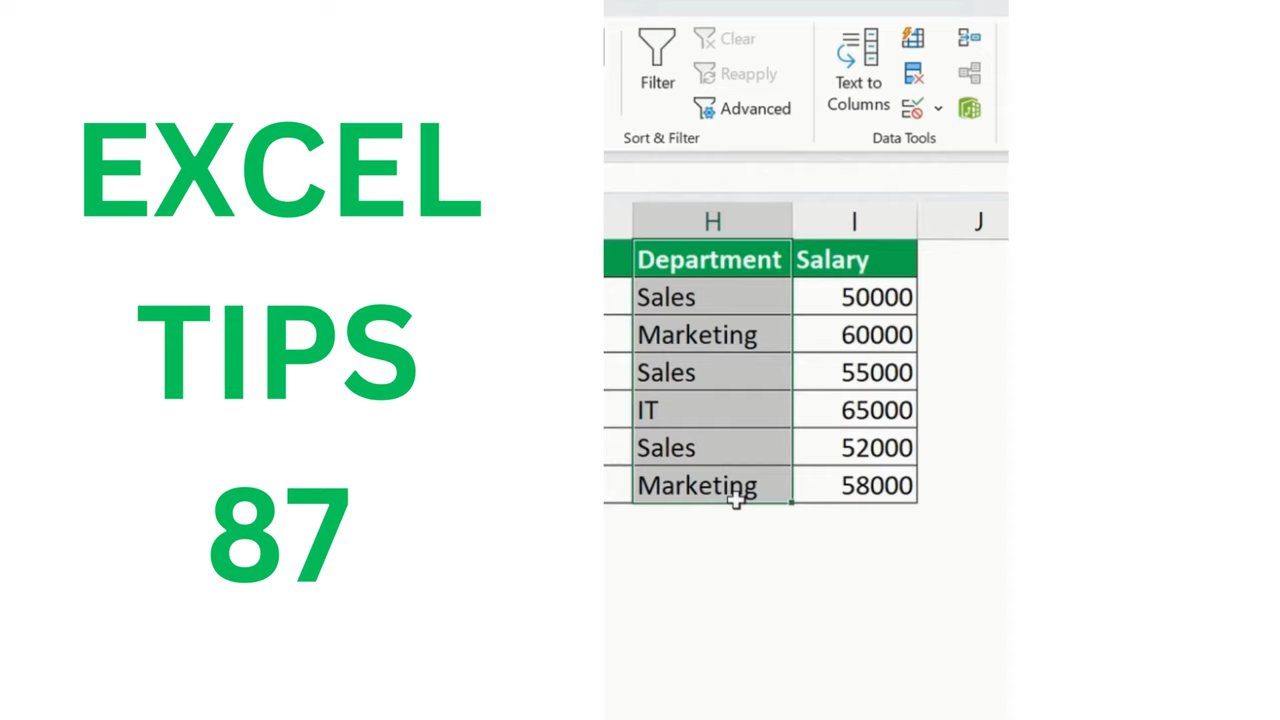 EXCEL
TIPS
87
Clear
Filter
Reapply
Advanced
Sort & Filter
Text to
Columns
Data Tools
H I J
Department Salary
Sales 50000
Marketing 60000
Sales 55000
IT 65000
Sales 52000
Marketing 58000